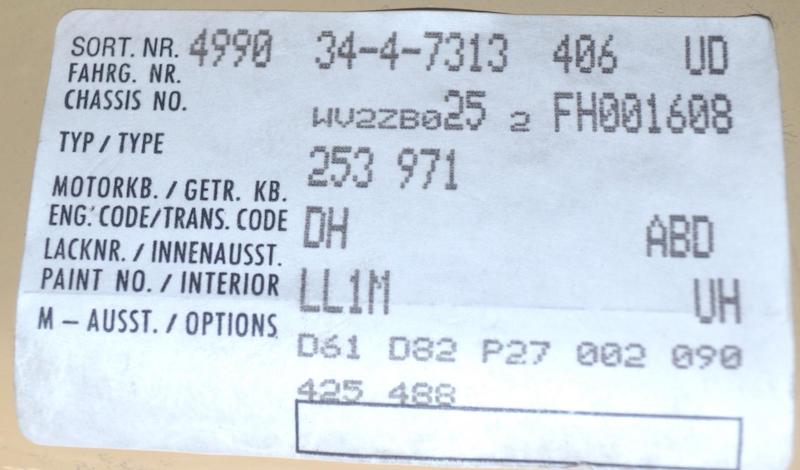 SORT. NR. 4990 34-4-7313 406 UD
FAHRG. NR.
CHASSIS NO. WV2ZB025 2 FH001608
TYP / TYPE 253 971
MOTORKB. / GETR. KB.
ENG. CODE/TRANS. CODE DH ABD
LACKNR. / INNENAUSST.
PAINT NO. / INTERIOR LL1M UH
M – AUSST. / OPTIONS D61 D82 P27 002 090
425 488